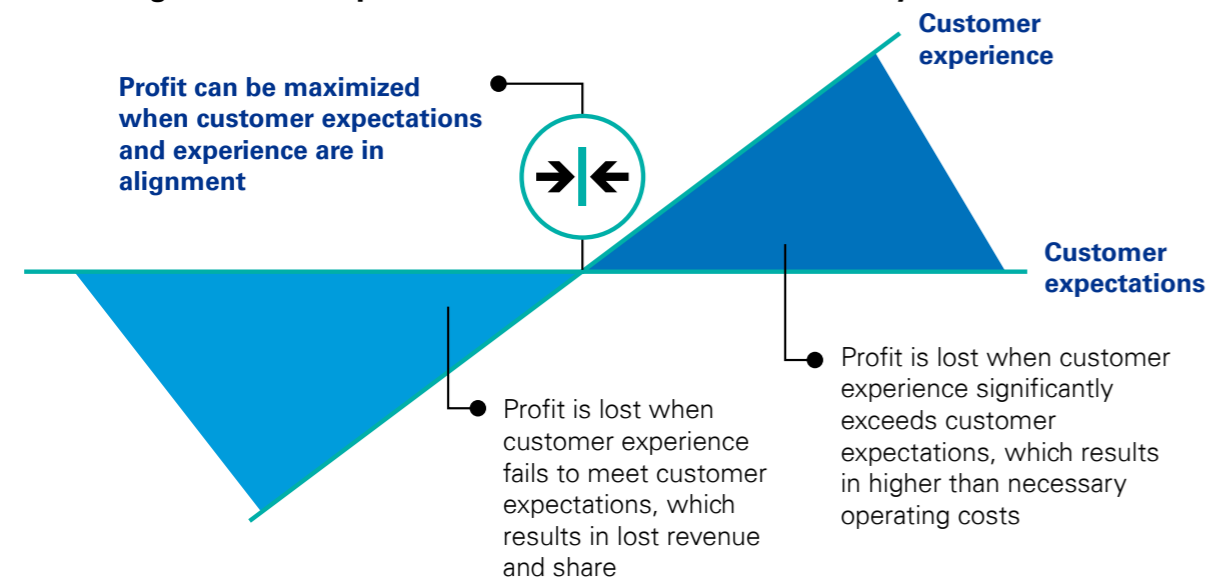 Customer
experience
Profit can be maximized
when customer expectations
and experience are in
alignment
Customer
expectations
Profit is lost when customer
experience significantly
exceeds customer
expectations, which results
in higher than necessary
operating costs
Profit is lost when
customer experience
fails to meet customer
expectations, which
results in lost revenue
and share